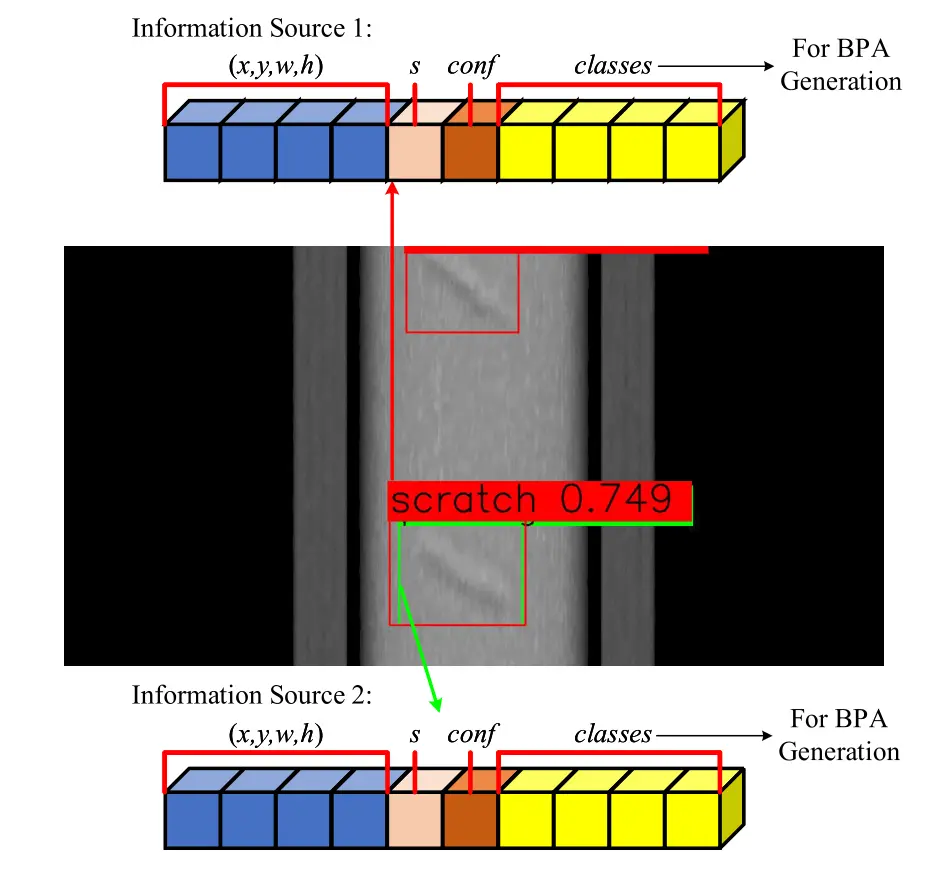 Information Source 1:
(x,y,w,h) s conf classes
For BPA
Generation
scratch 0.749
Information Source 2:
(x,y,w,h) s conf classes
For BPA
Generation